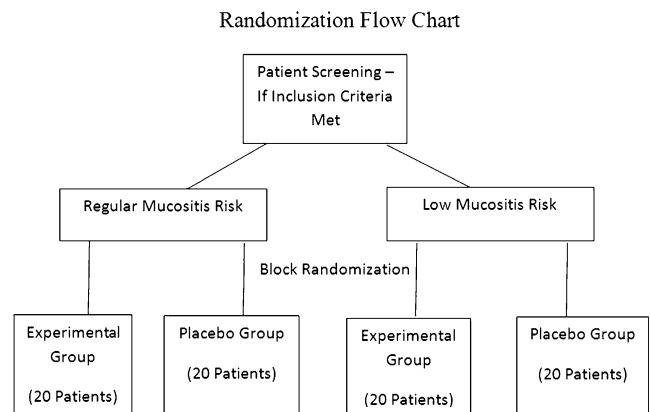 Randomization Flow Chart
Patient Screening –
If Inclusion Criteria
Met
Regular Mucositis Risk
Low Mucositis Risk
Block Randomization
Experimental
Group
(20 Patients)
Placebo Group
(20 Patients)
Experimental
Group
(20 Patients)
Placebo Group
(20 Patients)